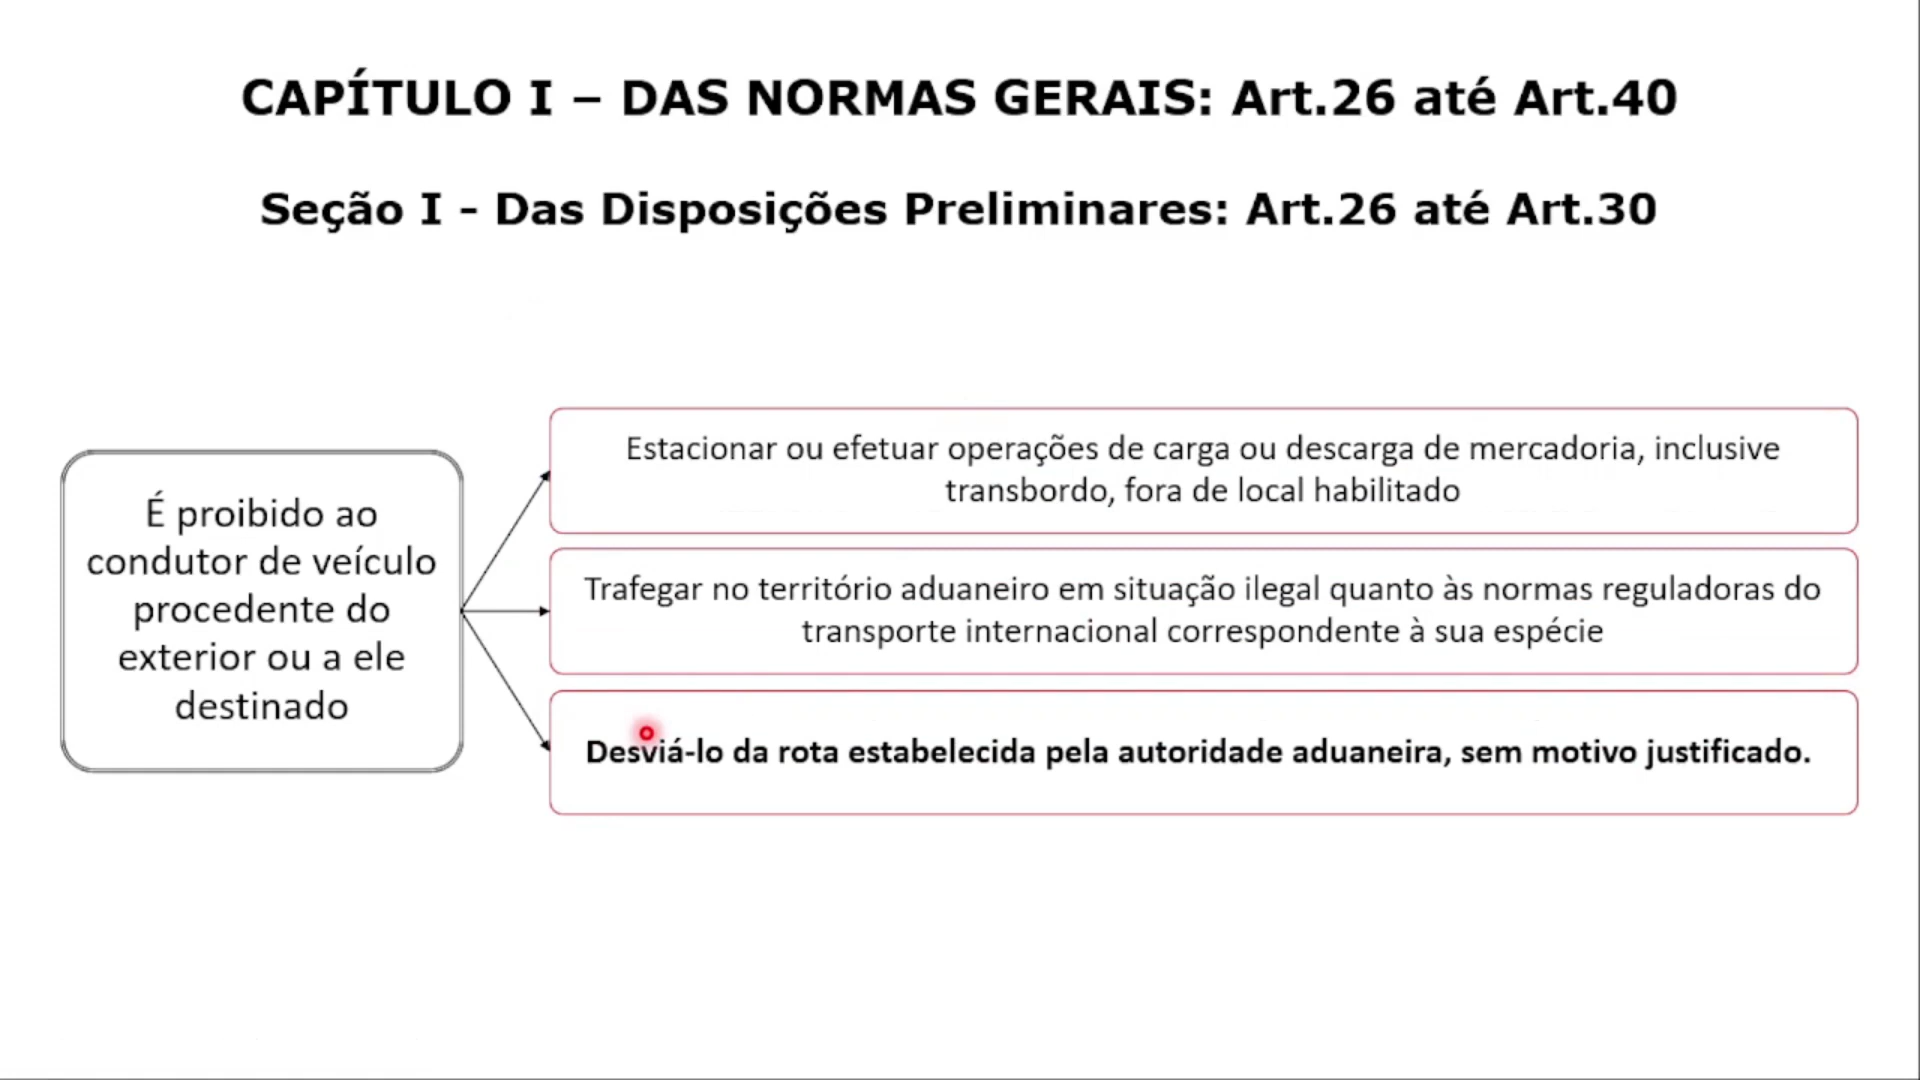 CAPÍTULO I – DAS NORMAS GERAIS: Art.26 até Art.40
Seção I - Das Disposições Preliminares: Art.26 até Art.30
É proibido ao
condutor de veículo
procedente do
exterior ou a ele
destinado
Estacionar ou efetuar operações de carga ou descarga de mercadoria, inclusive
transbordo, fora de local habilitado
Trafegar no território aduaneiro em situação ilegal quanto às normas reguladoras do
transporte internacional correspondente à sua espécie
Desviá-lo da rota estabelecida pela autoridade aduaneira, sem motivo justificado.